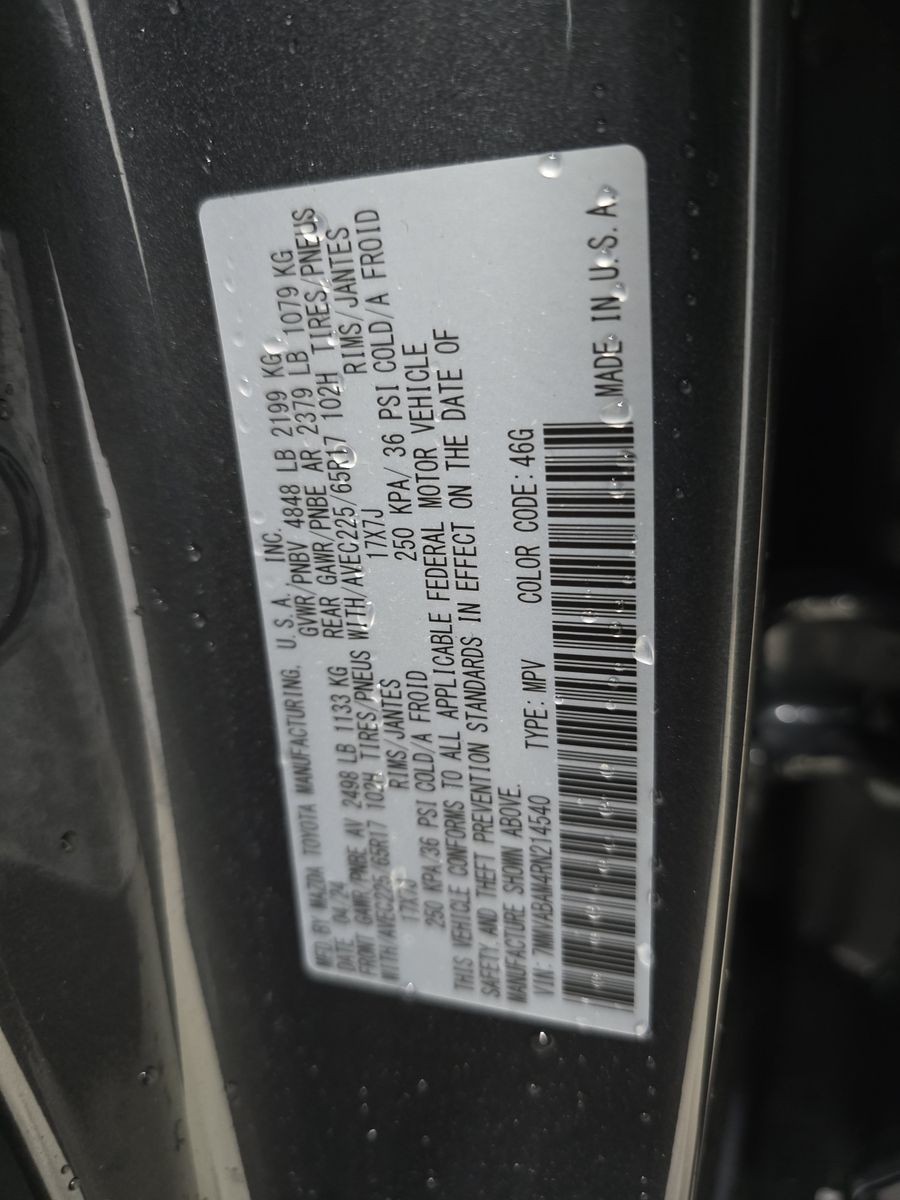 MFD. BY MAZDA TOYOTA MANUFACTURING, U. S. A. INC.
DATE 04/24 GVWR/PNBV 4848 LB 2199 KG
FRONT GAWR/PNBE AV 2498 LB 1133 KG REAR GAWR/PNBE AR 2379 LB 1079 KG
WITH/AVEC225/65R17 102H TIRES/PNEUS WITH/AVEC225/65R17 102H TIRES/PNEUS
17X7J RIMS/JANTES 17X7J RIMS/JANTES
250 KPA/36 PSI COLD/A FROID 250 KPA/ 36 PSI COLD/A FROID
THIS VEHICLE CONFORMS TO ALL APPLICABLE FEDERAL MOTOR VEHICLE
SAFETY AND THEFT PREVENTION STANDARDS IN EFFECT ON THE DATE OF
MANUFACTURE SHOWN ABOVE.
VIN: 7MMVABAM4RN214540 TYPE: MPV COLOR CODE: 46G
MADE IN U. S. A.